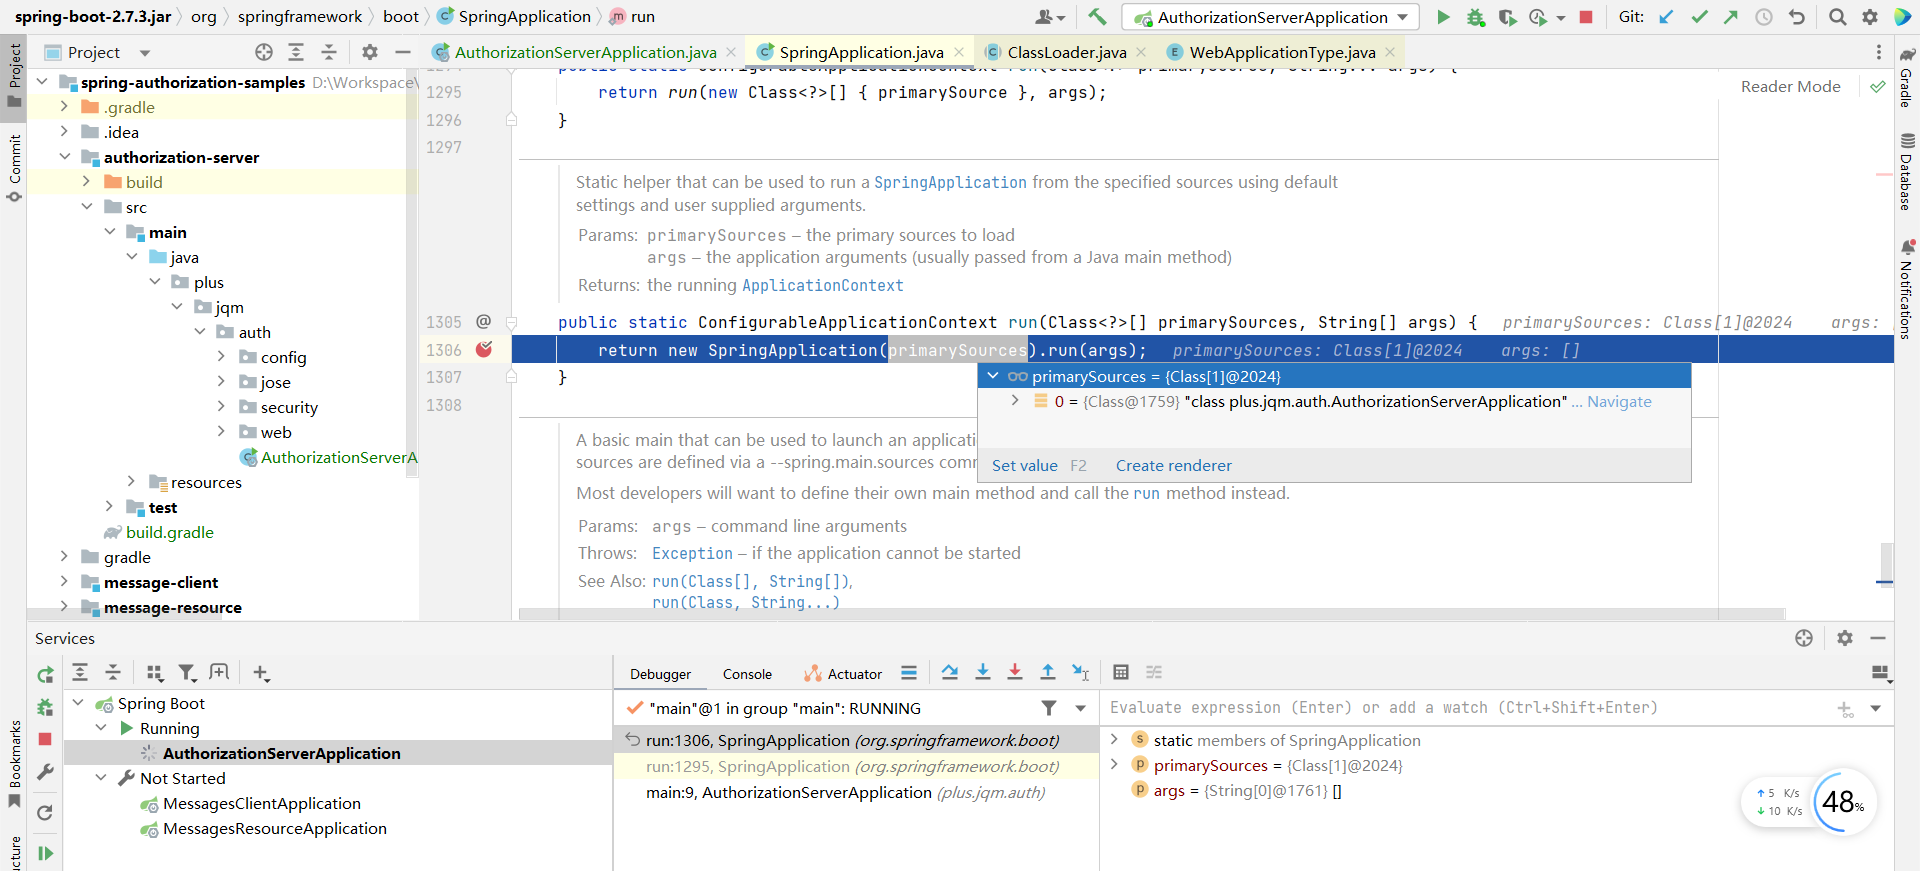 spring-boot-2.7.3.jar org springframework boot SpringApplication run
AuthorizationServerApplication Git:
Project
AuthorizationServerApplication.java SpringApplication.java ClassLoader.java WebApplicationType.java
Project
Commit
Bookmarks
Gradle
Database
Notifications
Reader Mode
spring-authorization-samples D:\Workspace\
.gradle
.idea
authorization-server
build
src
main
java
plus
jqm
auth
config
jose
security
web
AuthorizationServerA
resources
test
build.gradle
gradle
message-client
message-resource
1295 return run(new Class<?>[] { primarySource }, args);
1296 }
1297
Static helper that can be used to run a SpringApplication from the specified sources using default
settings and user supplied arguments.
Params: primarySources – the primary sources to load
args – the application arguments (usually passed from a Java main method)
Returns: the running ApplicationContext
1305 @ public static ConfigurableApplicationContext run(Class<?>[] primarySources, String[] args) { primarySources: Class[1]@2024 args:
1306 return new SpringApplication(primarySources).run(args); primarySources: Class[1]@2024 args: []
1307 }
1308
primarySources = {Class[1]@2024}
0 = {Class@1759} "class plus.jqm.auth.AuthorizationServerApplication" ... Navigate
Set value F2 Create renderer
A basic main that can be used to launch an applicati
sources are defined via a --spring.main.sources com
Most developers will want to define their own main method and call the run method instead.
Params: args – command line arguments
Throws: Exception – if the application cannot be started
See Also: run(Class[], String[]),
run(Class, String...)
Services
Spring Boot
Running
AuthorizationServerApplication
Not Started
MessagesClientApplication
MessagesResourceApplication
Debugger Console Actuator
"main"@1 in group "main": RUNNING
run:1306, SpringApplication (org.springframework.boot)
run:1295, SpringApplication (org.springframework.boot)
main:9, AuthorizationServerApplication (plus.jqm.auth)
Evaluate expression (Enter) or add a watch (Ctrl+Shift+Enter)
static members of SpringApplication
primarySources = {Class[1]@2024}
args = {String[0]@1761} []
5 K/s
10 K/s
48%